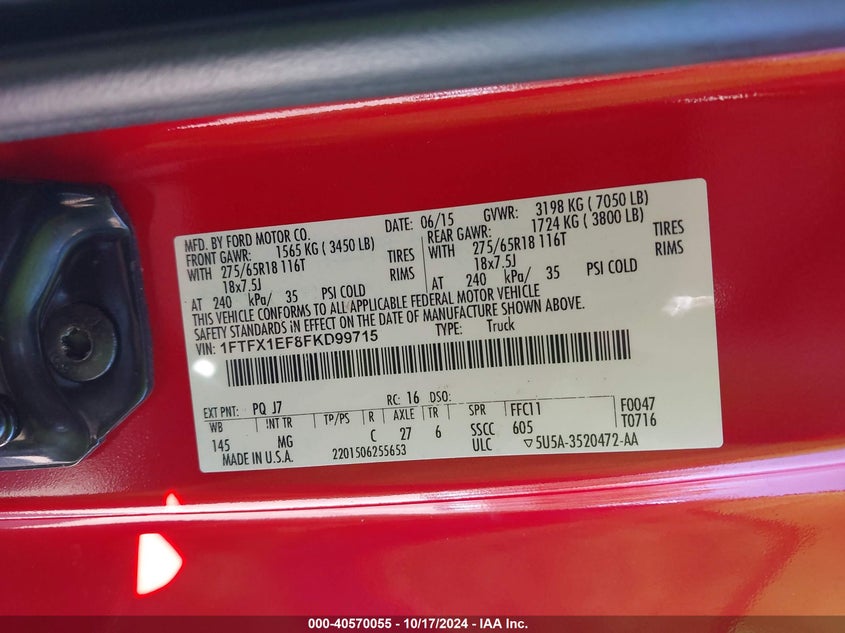 MFD. BY FORD MOTOR CO.
DATE: 06/15 GVWR: 3198 KG ( 7050 LB)
FRONT GAWR: 1565 KG ( 3450 LB) REAR GAWR: 1724 KG ( 3800 LB)
WITH 275/65R18 116T TIRES WITH 275/65R18 116T TIRES
18x7.5J RIMS 18x7.5J RIMS
AT 240 kPa/ 35 PSI COLD AT 240 kPa/ 35 PSI COLD
THIS VEHICLE CONFORMS TO ALL APPLICABLE FEDERAL MOTOR VEHICLE
SAFETY STANDARDS IN EFFECT ON THE DATE OF MANUFACTURE SHOWN ABOVE.
VIN: 1FTFX1EF8FKD99715 TYPE: Truck
EXT PNT: PQ J7 RC: 16 DSO:
WB INT TR TP/PS R AXLE TR SPR FFC11 F0047
145 MG C 27 6 SSCC 605 T0716
MADE IN U.S.A. 2201506255653 ULC ▽5U5A-3520472-AA
000-40570055 - 10/17/2024 - IAA Inc.